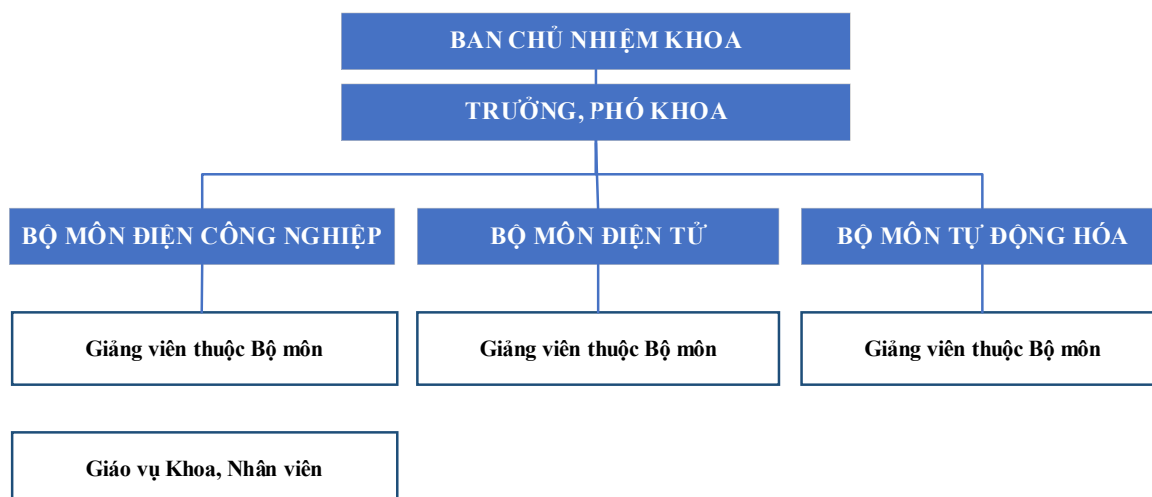 BAN CHỦ NHIỆM KHOA
TRƯỞNG, PHÓ KHOA
BỘ MÔN ĐIỆN CÔNG NGHIỆP
BỘ MÔN ĐIỆN TỬ
BỘ MÔN TỰ ĐỘNG HÓA
Giảng viên thuộc Bộ môn
Giảng viên thuộc Bộ môn
Giảng viên thuộc Bộ môn
Giáo vụ Khoa, Nhân viên